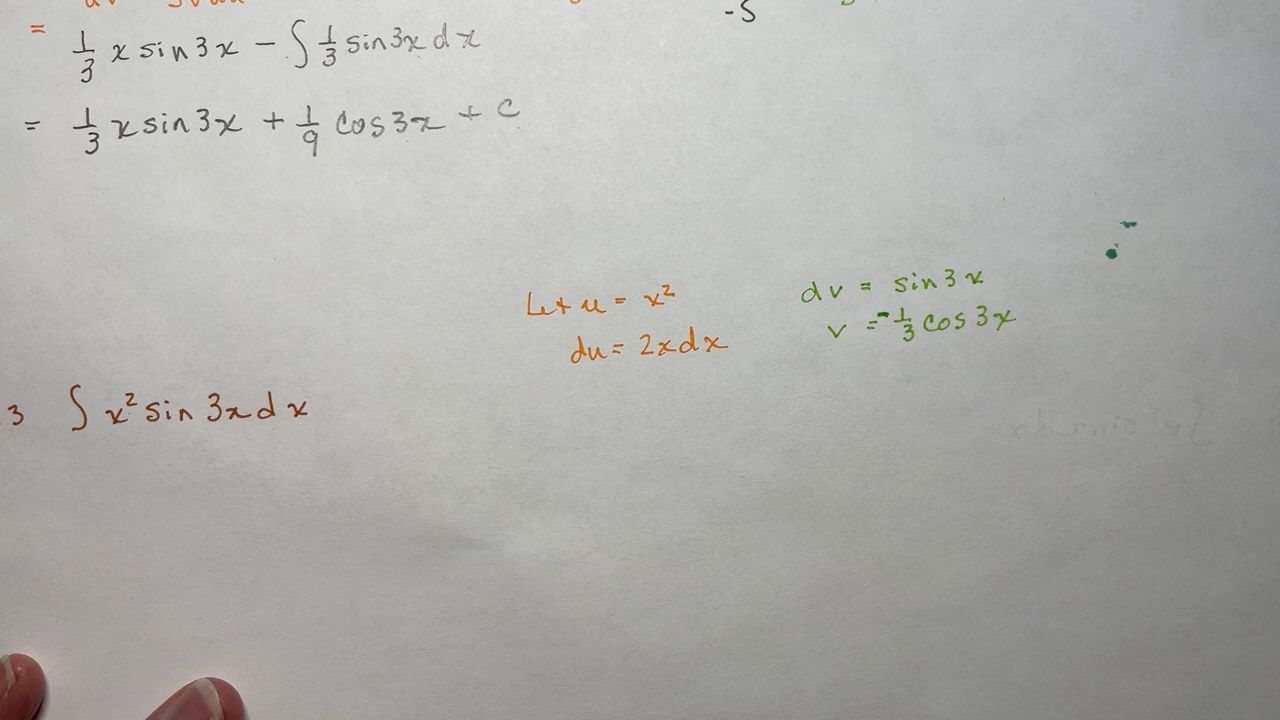 = 1/3 x sin 3x - ∫ 1/3 sin 3x dx
-S
= 1/3 x sin 3x + 1/9 cos 3x + c
Let u = x² dv = sin 3x
du = 2x dx v = -1/3 cos 3x
3 ∫ x² sin 3x dx